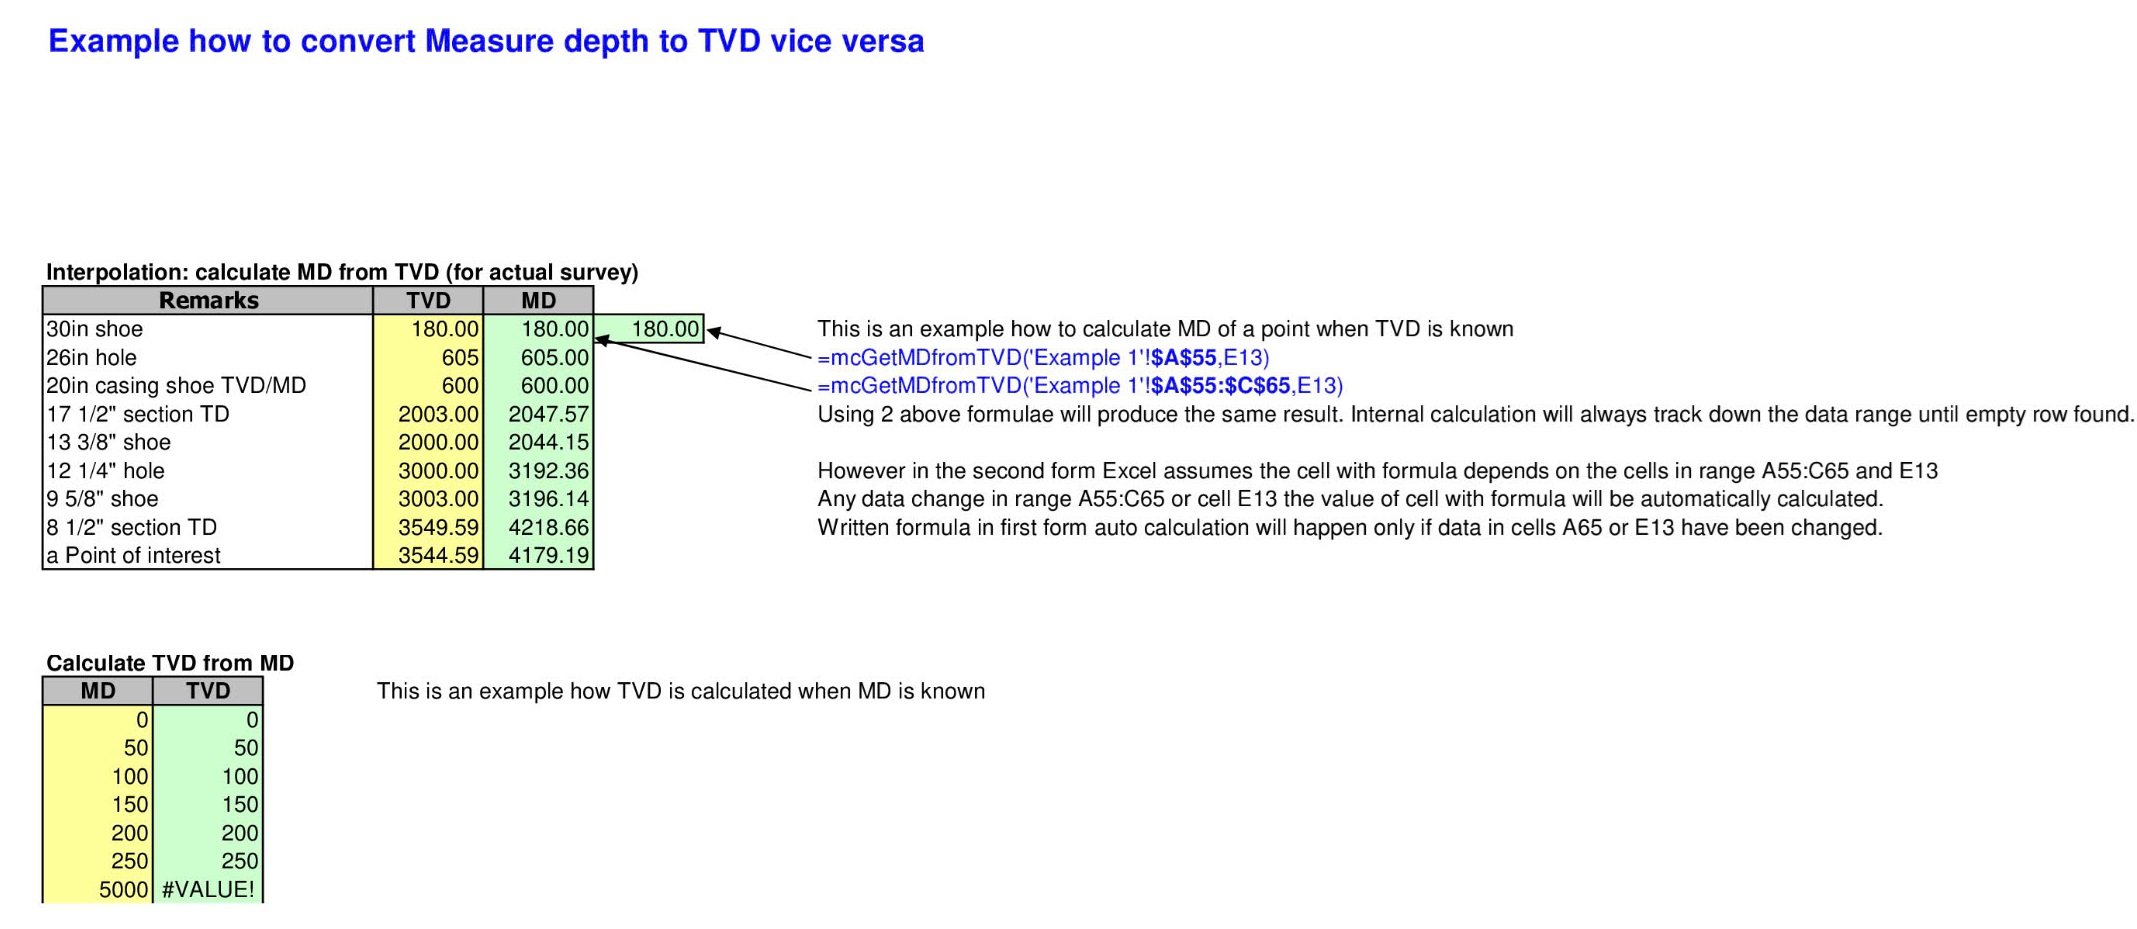 Example how to convert Measure depth to TVD vice versa
Interpolation: calculate MD from TVD (for actual survey)
Remarks TVD MD
30in shoe 180.00 180.00 180.00 This is an example how to calculate MD of a point when TVD is known
26in hole 605 605.00 =mcGetMDfromTVD('Example 1'!$A$55,E13)
20in casing shoe TVD/MD 600 600.00 =mcGetMDfromTVD('Example 1'!$A$55:$C$65,E13)
17 1/2" section TD 2003.00 2047.57 Using 2 above formulae will produce the same result. Internal calculation will always track down the data range until empty row found.
13 3/8" shoe 2000.00 2044.15
12 1/4" hole 3000.00 3192.36 However in the second form Excel assumes the cell with formula depends on the cells in range A55:C65 and E13
9 5/8" shoe 3003.00 3196.14 Any data change in range A55:C65 or cell E13 the value of cell with formula will be automatically calculated.
8 1/2" section TD 3549.59 4218.66 Written formula in first form auto calculation will happen only if data in cells A65 or E13 have been changed.
a Point of interest 3544.59 4179.19
Calculate TVD from MD
MD TVD This is an example how TVD is calculated when MD is known
0 0
50 50
100 100
150 150
200 200
250 250
5000 #VALUE!